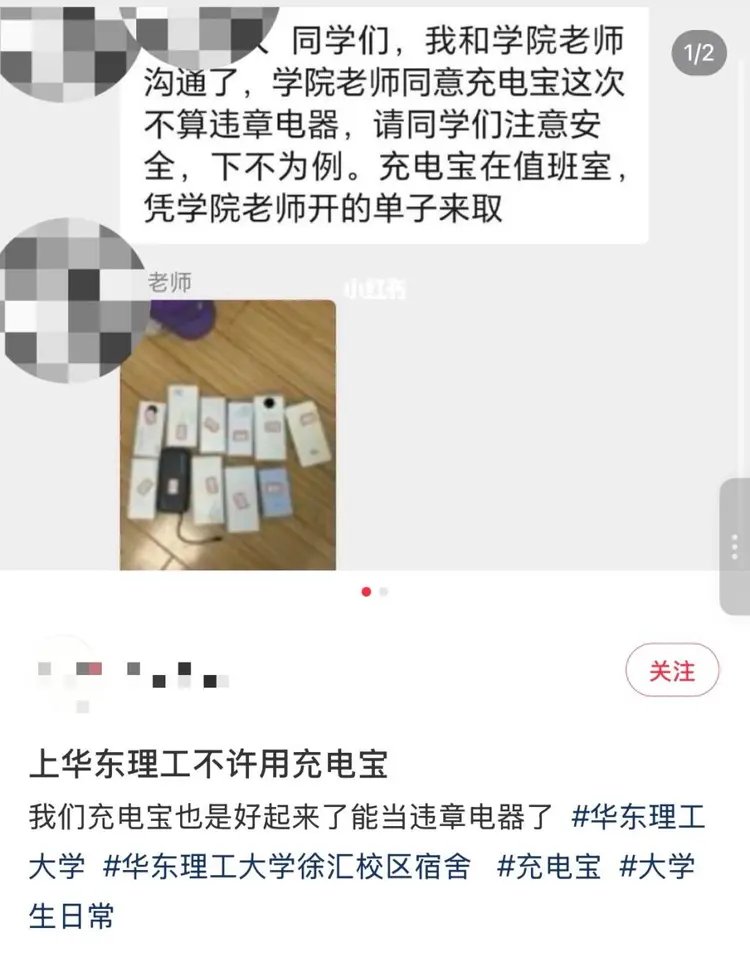 同学们，我和学院老师
沟通了，学院老师同意充电宝这次
不算违章电器，请同学们注意安
全，下不为例。充电宝在值班室，
凭学院老师开的单子来取
1/2
老师
小红书
关注
上华东理工不许用充电宝
我们充电宝也是好起来了能当违章电器了 #华东理工
大学 #华东理工大学徐汇校区宿舍 #充电宝 #大学
生日常